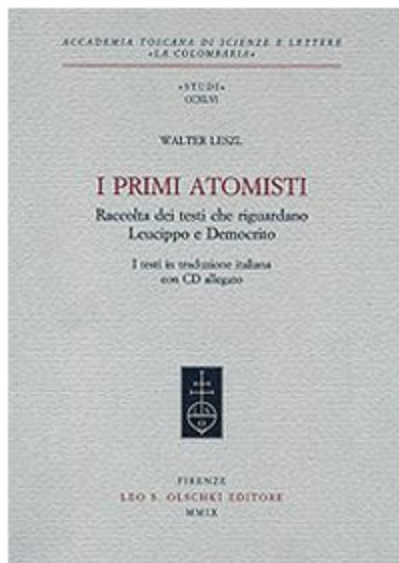 ACCADEMIA TOSCANA DI SCIENZE E LETTERE
«LA COLOMBARIA»
«STUDI»
CCXLVI
WALTER LESZL
I PRIMI ATOMISTI
Raccolta dei testi che riguardano
Leucippo e Democrito
I testi in traduzione italiana
con CD allegato
FIRENZE
LEO S. OLSCHKI EDITORE
MMIX